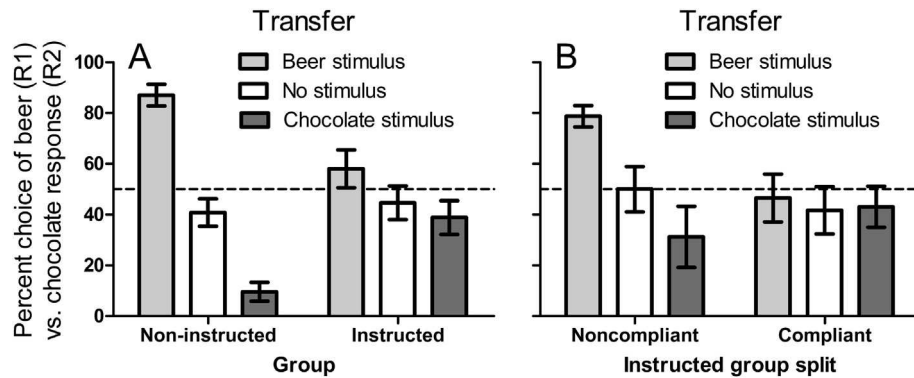 Transfer
A
Beer stimulus
No stimulus
Chocolate stimulus
Percent choice of beer (R1)
vs. chocolate response (R2)
100
80
60
40
20
0
Non-instructed
Instructed
Group
Transfer
B
Beer stimulus
No stimulus
Chocolate stimulus
Noncompliant
Compliant
Instructed group split